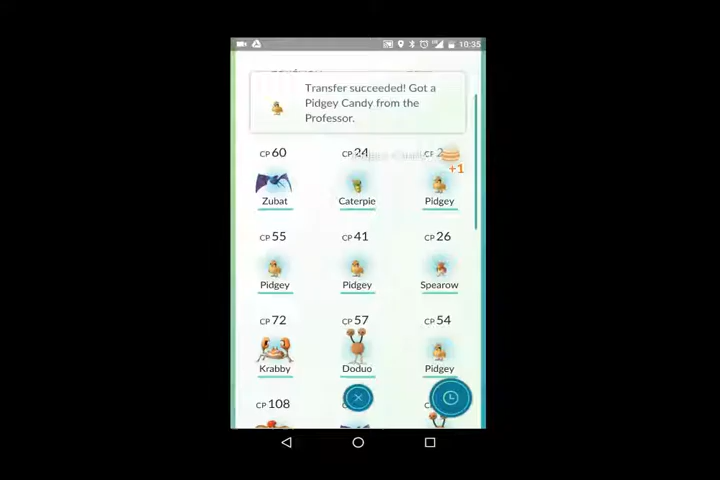 10:35
Transfer succeeded! Got a
Pidgey Candy from the
Professor.
CP 60
CP 24
CP 2
+1
Zubat
Caterpie
Pidgey
CP 55
CP 41
CP 26
Pidgey
Pidgey
Spearow
CP 72
CP 57
CP 54
Krabby
Doduo
Pidgey
CP 108